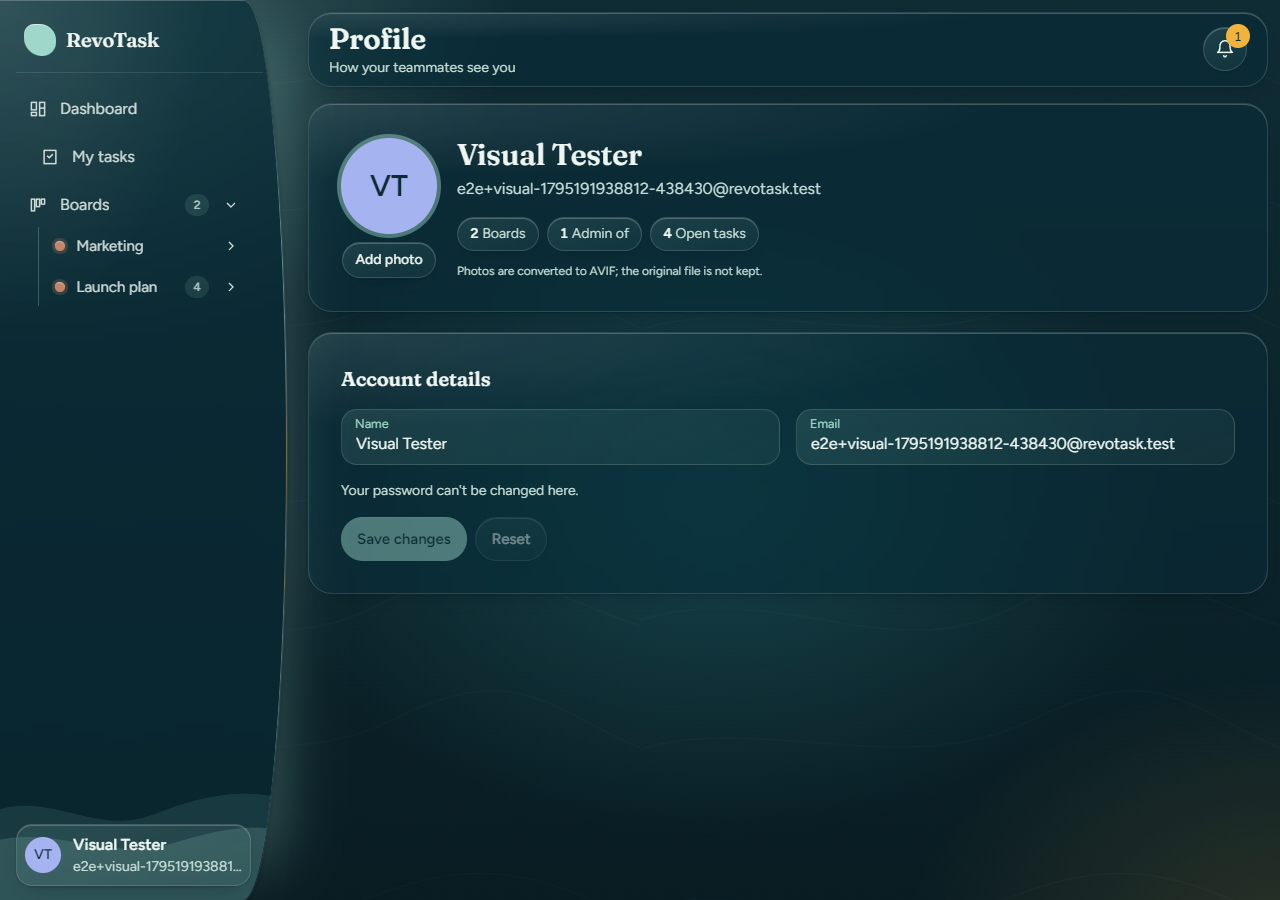 RevoTask
Dashboard
My tasks
Boards 2
Marketing
Launch plan 4
VT
Visual Tester
e2e+visual-179519193881…
Profile
How your teammates see you
1
VT
Add photo
Visual Tester
e2e+visual-1795191938812-438430@revotask.test
2 Boards 1 Admin of 4 Open tasks
Photos are converted to AVIF; the original file is not kept.
Account details
Name
Visual Tester
Email
e2e+visual-1795191938812-438430@revotask.test
Your password can't be changed here.
Save changes Reset